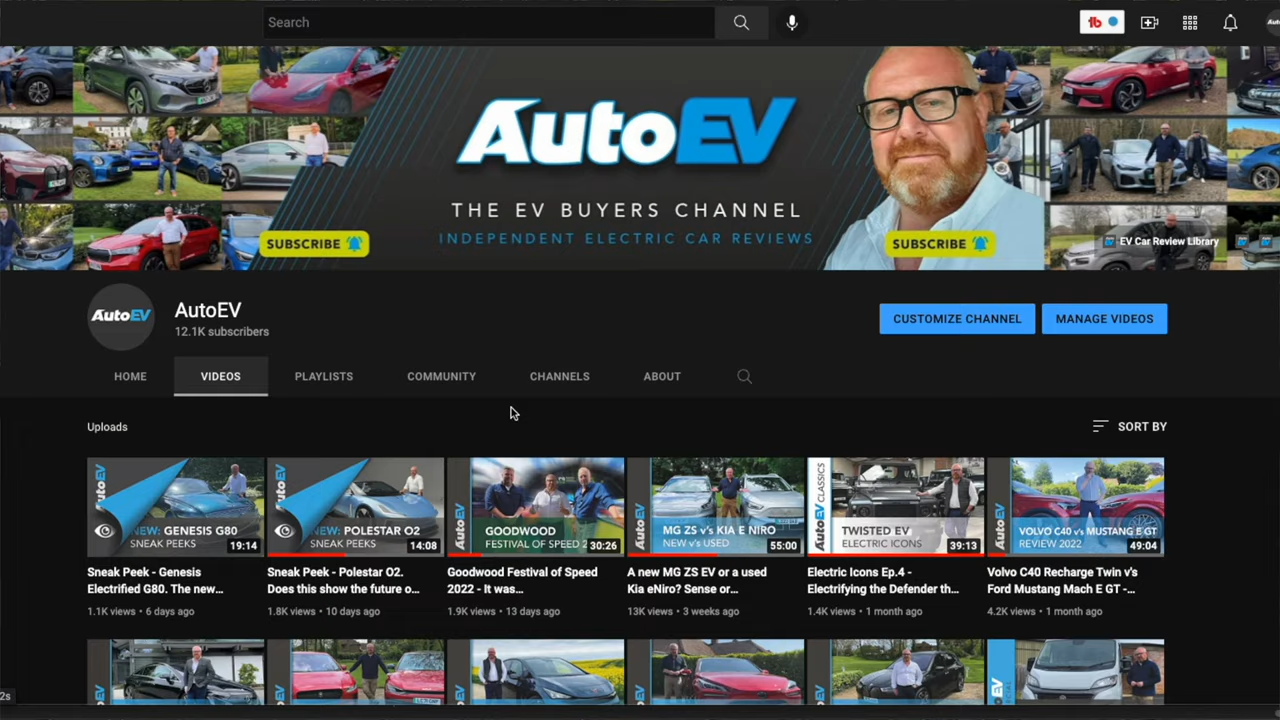 Search
AutoEV
THE EV BUYERS CHANNEL
INDEPENDENT ELECTRIC CAR REVIEWS
SUBSCRIBE
SUBSCRIBE
EV Car Review Library
AutoEV
AutoEV
12.1K subscribers
CUSTOMIZE CHANNEL
MANAGE VIDEOS
HOME
VIDEOS
PLAYLISTS
COMMUNITY
CHANNELS
ABOUT
Uploads
SORT BY
AutoEV
NEW: GENESIS G80
SNEAK PEEKS
19:14
Sneak Peek - Genesis
Electrified G80. The new...
1.1K views • 6 days ago
AutoEV
NEW: POLESTAR O2
SNEAK PEEKS
14:08
Sneak Peek - Polestar O2.
Does this show the future o...
1.8K views • 10 days ago
AutoEV
GOODWOOD
FESTIVAL OF SPEED 2
30:26
Goodwood Festival of Speed
2022 - It was...
1.9K views • 13 days ago
AutoEV
MG ZS v's KIA E NIRO
NEW v's USED
55:00
A new MG ZS EV or a used
Kia eNiro? Sense or...
13K views • 3 weeks ago
AutoEV CLASSICS
TWISTED EV
ELECTRIC ICONS
39:13
Electric Icons Ep.4 -
Electrifying the Defender th...
1.4K views • 1 month ago
AutoEV
VOLVO C40 v's MUSTANG E GT
REVIEW 2022
49:04
Volvo C40 Recharge Twin v's
Ford Mustang Mach E GT -...
4.2K views • 1 month ago
2s